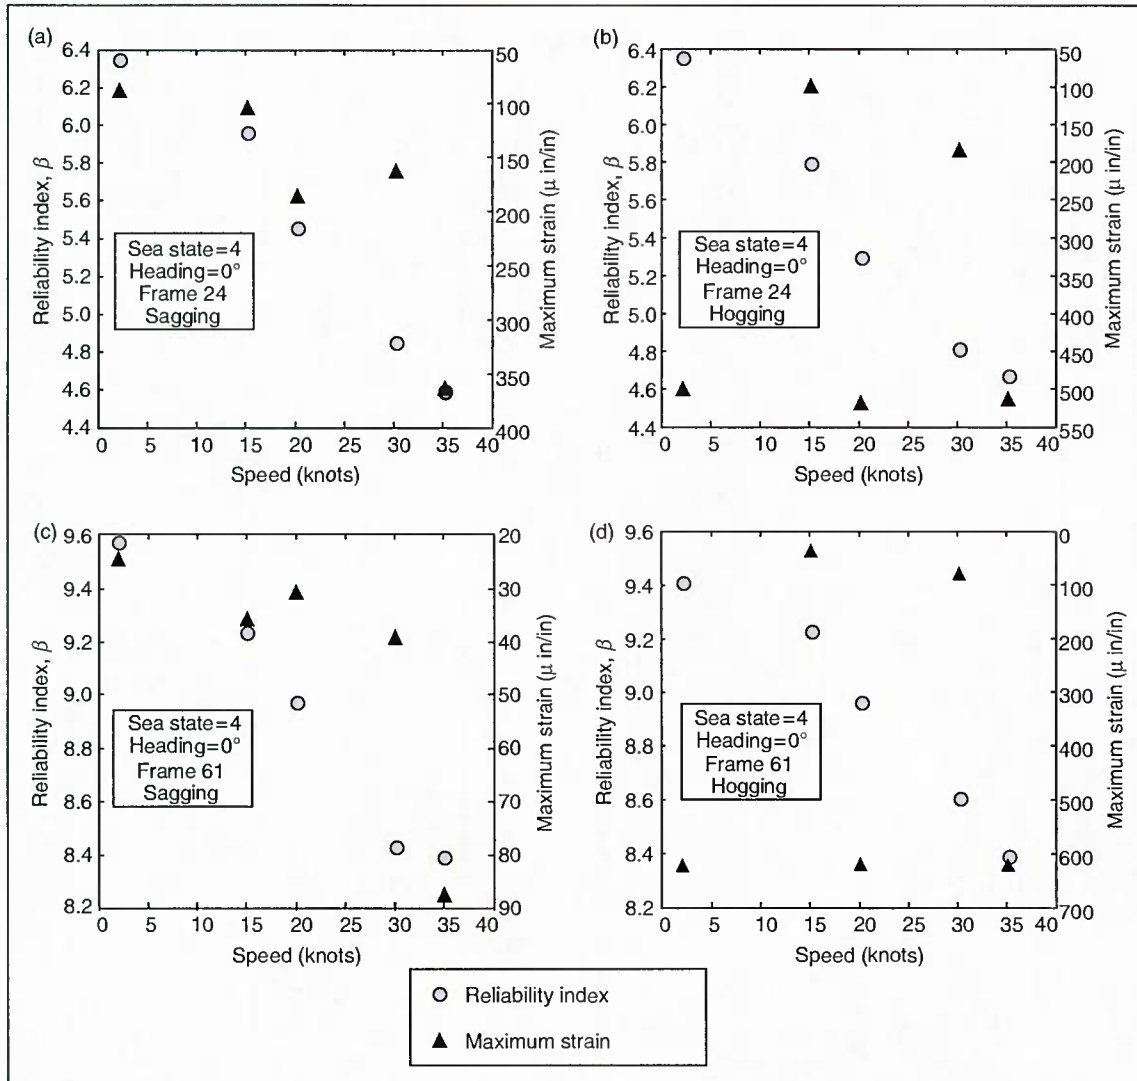 (a)
6.4
6.2
6.0
5.8
5.6
5.4
5.2
5.0
4.8
4.6
4.4
Reliability index, β
50
100
150
200
250
300
350
400
Maximum strain (μ in/in)
Sea state=4
Heading=0°
Frame 24
Sagging
0 5 10 15 20 25 30 35 40
Speed (knots)
(b)
6.4
6.2
6.0
5.8
5.6
5.4
5.2
5.0
4.8
4.6
4.4
Reliability index, β
50
100
150
200
250
300
350
400
450
500
550
Maximum strain (μ in/in)
Sea state=4
Heading=0°
Frame 24
Hogging
0 5 10 15 20 25 30 35 40
Speed (knots)
(c)
9.6
9.4
9.2
9.0
8.8
8.6
8.4
8.2
Reliability index, β
20
30
40
50
60
70
80
90
Maximum strain (μ in/in)
Sea state=4
Heading=0°
Frame 61
Sagging
0 5 10 15 20 25 30 35 40
Speed (knots)
(d)
9.6
9.4
9.2
9.0
8.8
8.6
8.4
8.2
Reliability index, β
0
100
200
300
400
500
600
700
Maximum strain (μ in/in)
Sea state=4
Heading=0°
Frame 61
Hogging
0 5 10 15 20 25 30 35 40
Speed (knots)
Reliability index
Maximum strain